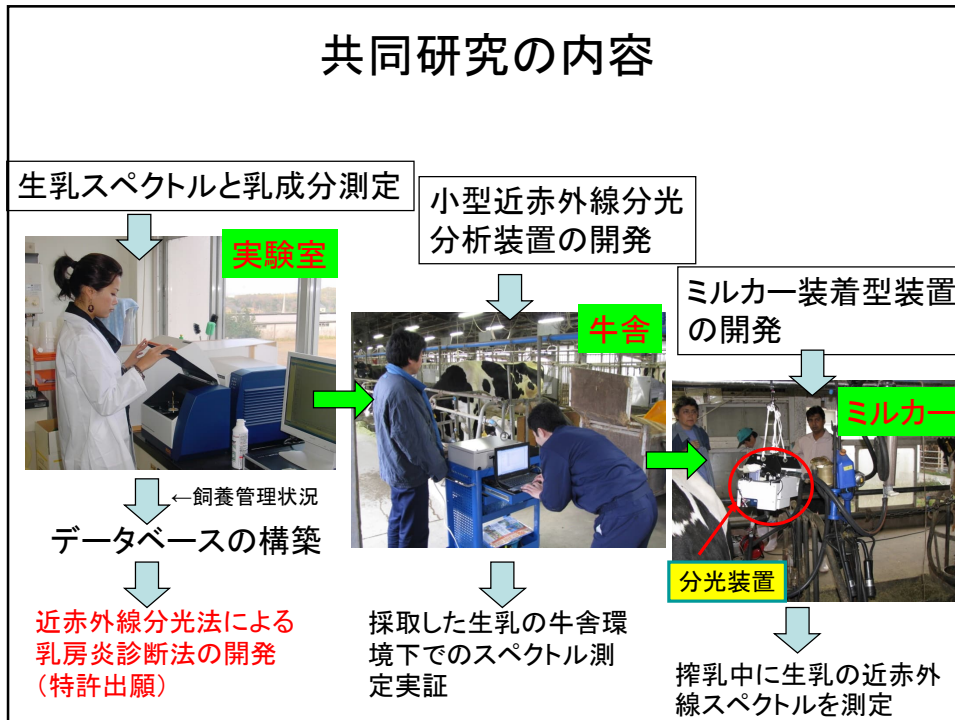 共同研究の内容
生乳スペクトルと乳成分測定
実験室
←飼養管理状況
データベースの構築
近赤外線分光法による
乳房炎診断法の開発
（特許出願）
小型近赤外線分光
分析装置の開発
牛舎
採取した生乳の牛舎環
境下でのスペクトル測
定実証
ミルカー装着型装置
の開発
ミルカー
分光装置
搾乳中に生乳の近赤外
線スペクトルを測定